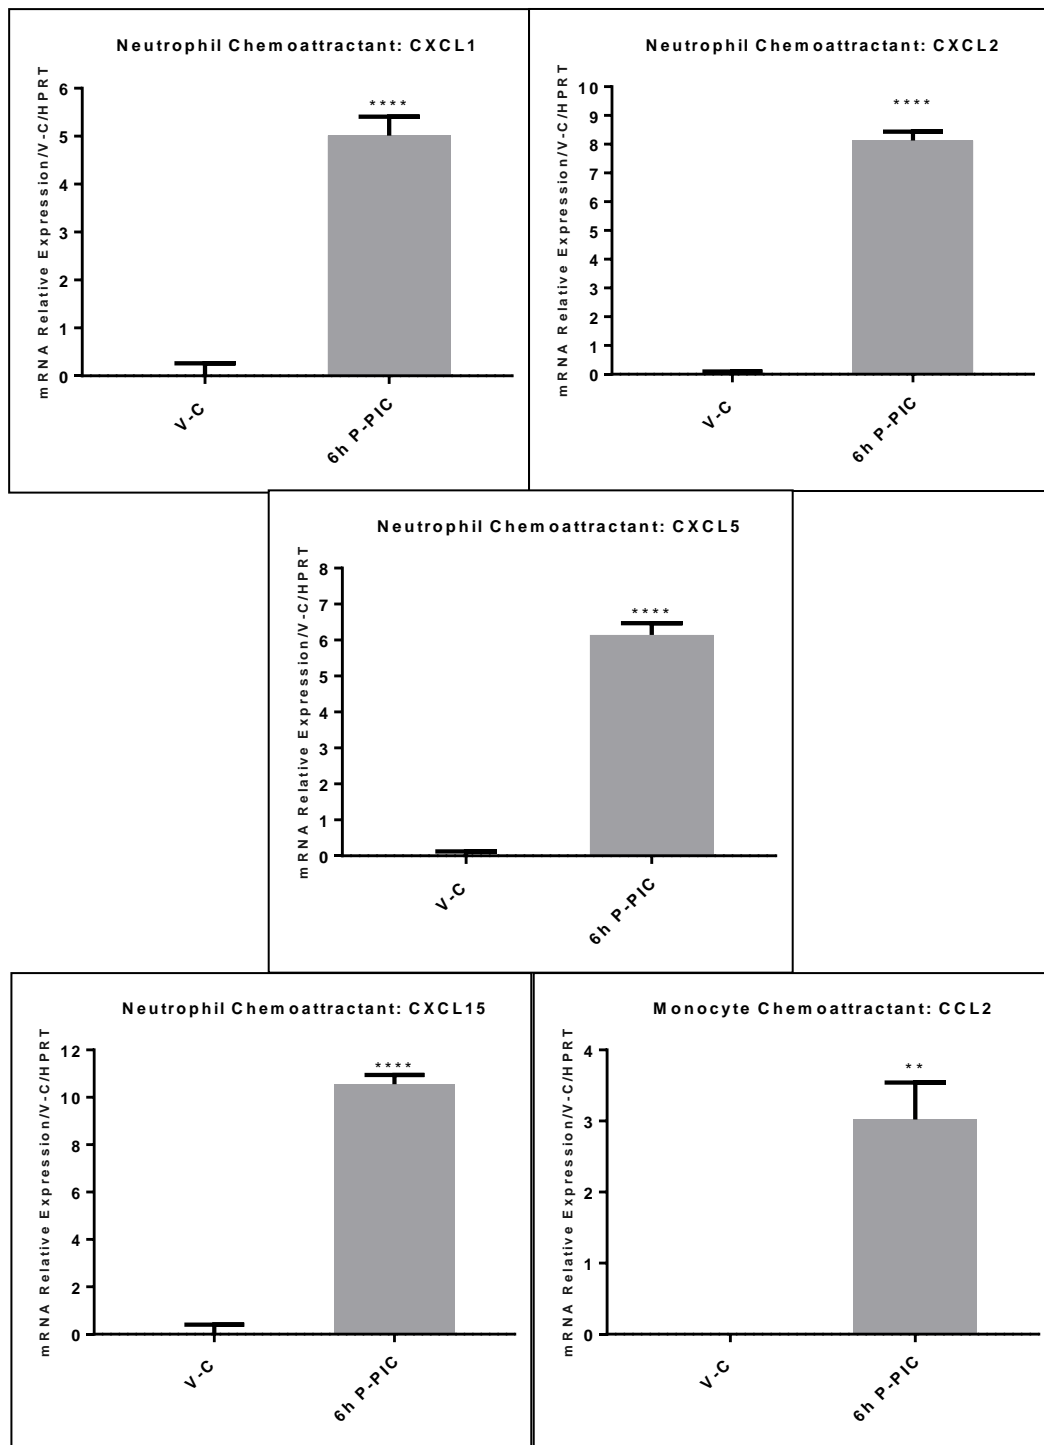 Neutrophil Chemoattractant: CXCL1
mRNA Relative Expression/V-C/HPRT
6
5
4
3
2
1
0
****
V-C
6h P-PIC
Neutrophil Chemoattractant: CXCL2
mRNA Relative Expression/V-C/HPRT
10
9
8
7
6
5
4
3
2
1
0
****
V-C
6h P-PIC
Neutrophil Chemoattractant: CXCL5
mRNA Relative Expression/V-C/HPRT
8
7
6
5
4
3
2
1
0
****
V-C
6h P-PIC
Neutrophil Chemoattractant: CXCL15
mRNA Relative Expression/V-C/HPRT
12
10
8
6
4
2
0
****
V-C
6h P-PIC
Monocyte Chemoattractant: CCL2
mRNA Relative Expression/V-C/HPRT
4
3
2
1
0
**
V-C
6h P-PIC